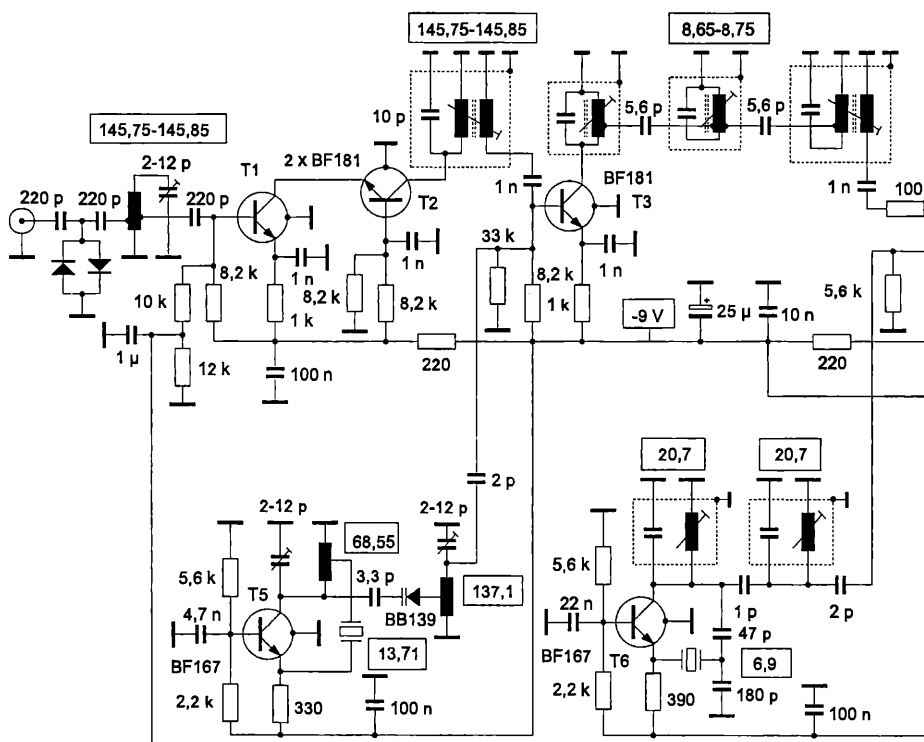 145,75-145,85
8,65-8,75
10 p
5,6 p
5,6 p
145,75-145,85
2-12 p
T1
2 x BF181
T2
1 n
BF181
T3
1 n
100
220 p
220 p
220 p
33 k
8,2 k
1 n
8,2 k
1 n
8,2 k
8,2 k
1 n
10 k
1 k
1 k
-9 V
+
25 µ
10 n
5,6 k
1 µ
12 k
100 n
220
220
2 p
20,7
20,7
2-12 p
2-12 p
68,55
5,6 k
T5
3,3 p
137,1
5,6 k
4,7 n
BB139
22 n
1 p
2 p
BF167
13,71
BF167
T6
47 p
6,9
2,2 k
330
100 n
2,2 k
390
180 p
100 n